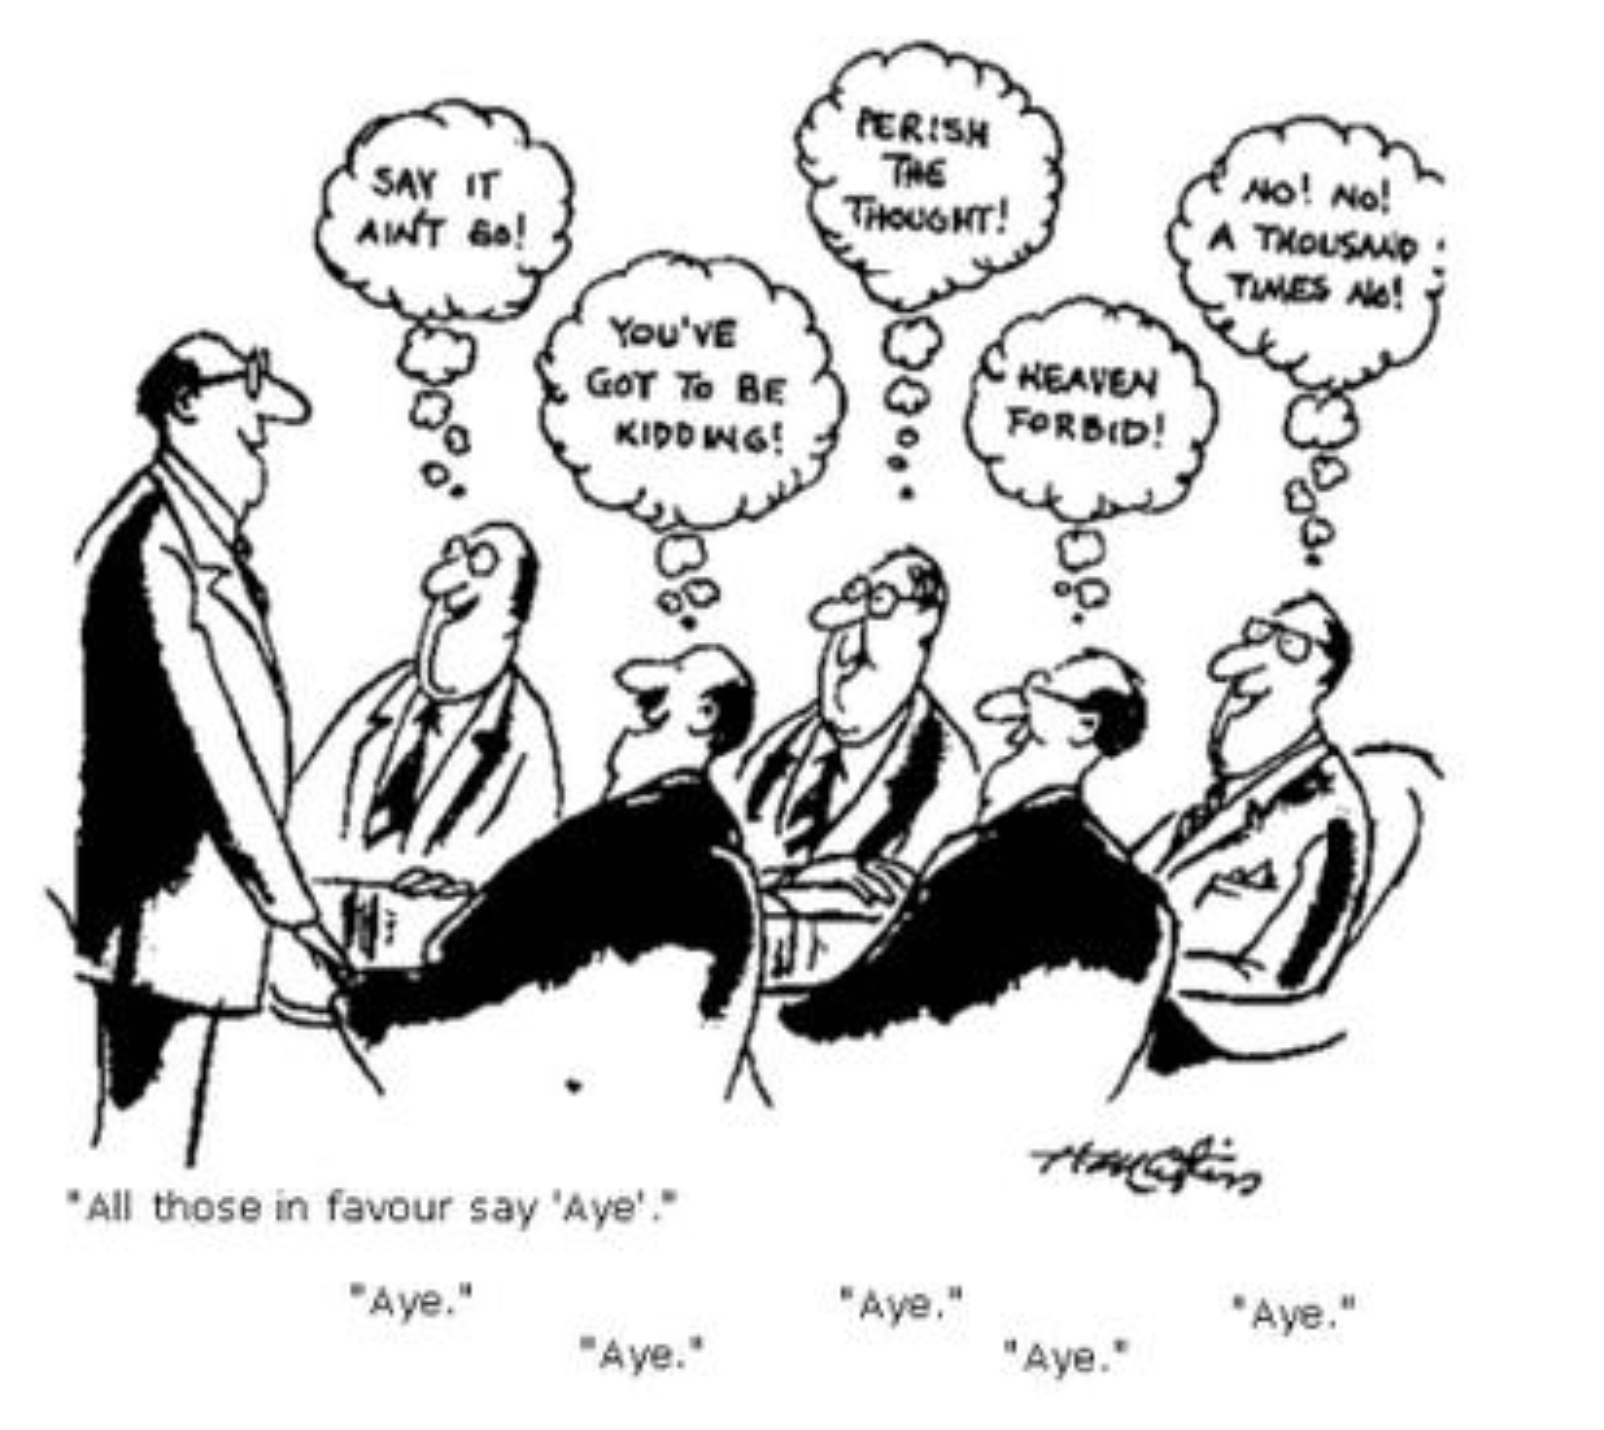 SAY IT
AIN'T SO!
YOU'VE
GOT TO BE
KIDDING!
PERISH
THE
THOUGHT!
HEAVEN
FORBID!
NO! NO!
A THOUSAND
TIMES NO!
"All those in favour say 'Aye'."
"Aye."
"Aye."
"Aye."
"Aye."
"Aye."